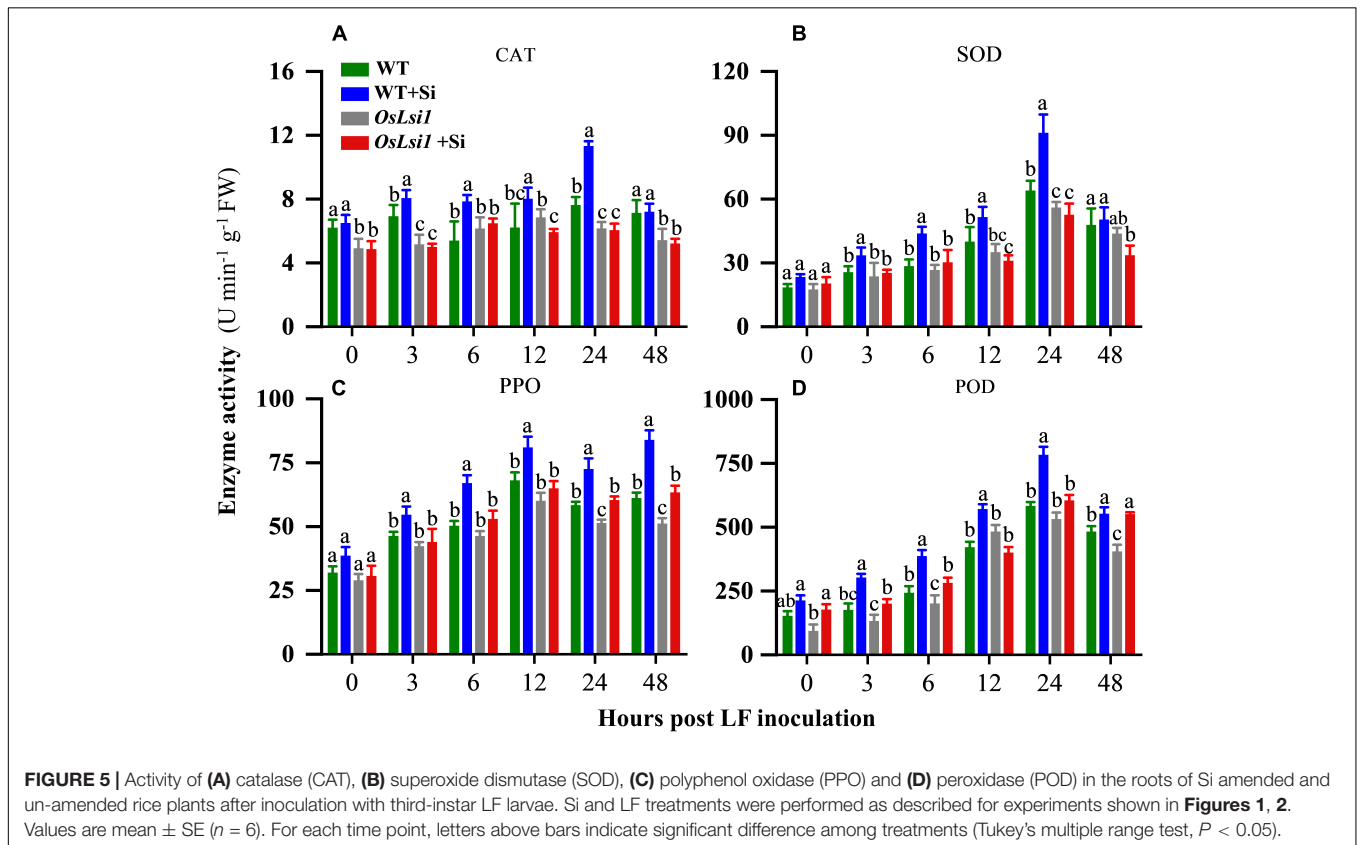 A
CAT
16
12
8
4
0
WT
WT+Si
OsLsi1
OsLsi1 +Si
a a b b
b a c c
b a b b
bc a b c
b a c c
a a b b
0 3 6 12 24 48
B
SOD
120
90
60
30
0
a a a a
b a b b
b a b b
b a bc c
b a c c
a a ab b
0 3 6 12 24 48
Enzyme activity (U min-1 g-1 FW)
C
PPO
100
75
50
25
0
a a a a
b a b b
b a b b
b a b b
b a c b
b a c b
0 3 6 12 24 48
D
POD
1000
750
500
250
0
ab a b a
bc a c b
b a c b
b a b b
b a b b
b a c a
0 3 6 12 24 48
Hours post LF inoculation
FIGURE 5 | Activity of (A) catalase (CAT), (B) superoxide dismutase (SOD), (C) polyphenol oxidase (PPO) and (D) peroxidase (POD) in the roots of Si amended and
un-amended rice plants after inoculation with third-instar LF larvae. Si and LF treatments were performed as described for experiments shown in Figures 1, 2.
Values are mean ± SE (n = 6). For each time point, letters above bars indicate significant difference among treatments (Tukey's multiple range test, P < 0.05).